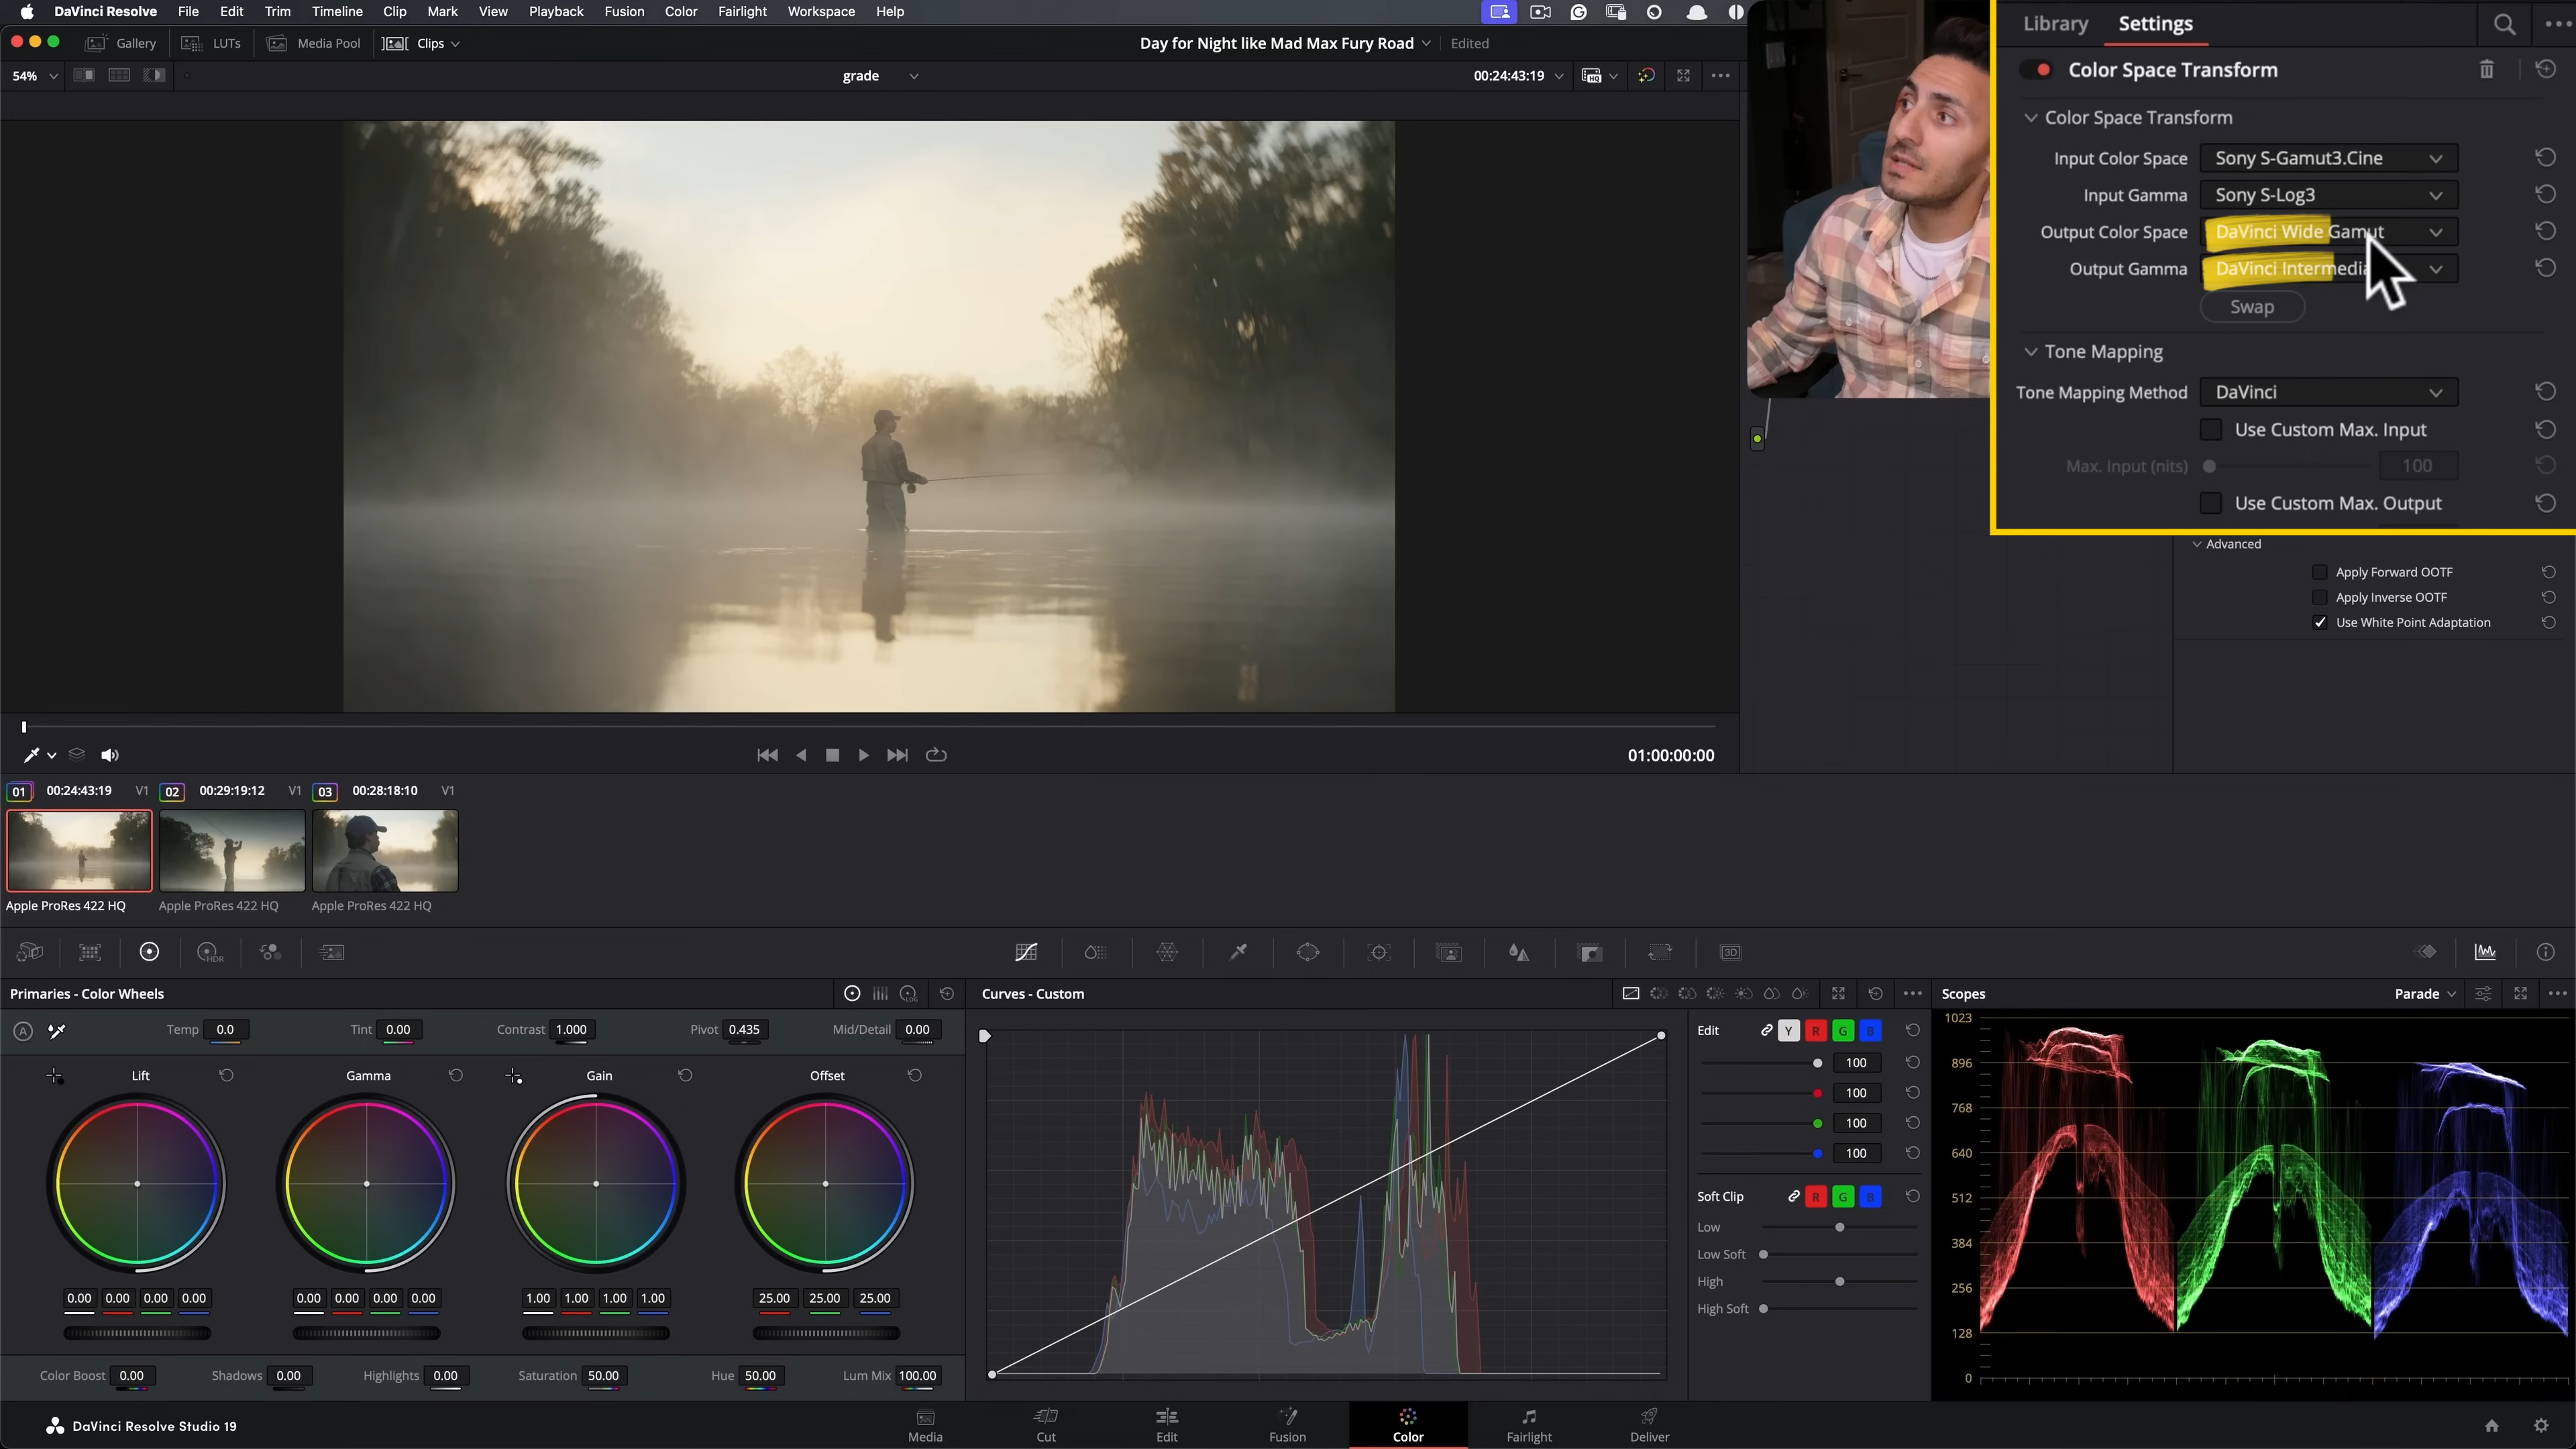 DaVinci Resolve File Edit Trim Timeline Clip Mark View Playback Fusion Color Fairlight Workspace Help
Gallery LUTs Media Pool Clips Day for Night like Mad Max Fury Road Edited
54% grade 00:24:43:19 HQ
Library Settings
Color Space Transform
Color Space Transform
Input Color Space Sony S-Gamut3.Cine
Input Gamma Sony S-Log3
Output Color Space DaVinci Wide Gamut
Output Gamma DaVinci Intermedia
Swap
Tone Mapping
Tone Mapping Method DaVinci
Use Custom Max. Input
Max. Input (nits) 100
Use Custom Max. Output
Advanced
Apply Forward OOTF
Apply Inverse OOTF
Use White Point Adaptation
01:00:00:00
01 00:24:43:19 V1 02 00:29:19:12 V1 03 00:28:18:10 V1
Apple ProRes 422 HQ Apple ProRes 422 HQ Apple ProRes 422 HQ
HDR 3D
Primaries - Color Wheels LOG
A Temp 0.0 Tint 0.00 Contrast 1.000 Pivot 0.435 Mid/Detail 0.00
Lift Gamma Gain Offset
0.00 0.00 0.00 0.00 0.00 0.00 0.00 0.00 1.00 1.00 1.00 1.00 25.00 25.00 25.00
Color Boost 0.00 Shadows 0.00 Highlights 0.00 Saturation 50.00 Hue 50.00 Lum Mix 100.00
Curves - Custom
Edit Y R G B
100
100
100
100
Soft Clip R G B
Low
Low Soft
High
High Soft
Scopes Parade
1023
896
768
640
512
384
256
128
0
DaVinci Resolve Studio 19 Media Cut Edit Fusion Color Fairlight Deliver